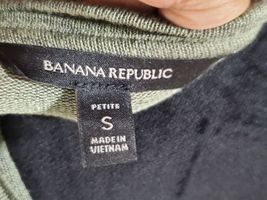 BANANA REPUBLIC
PETITE
S
MADE IN
VIETNAM